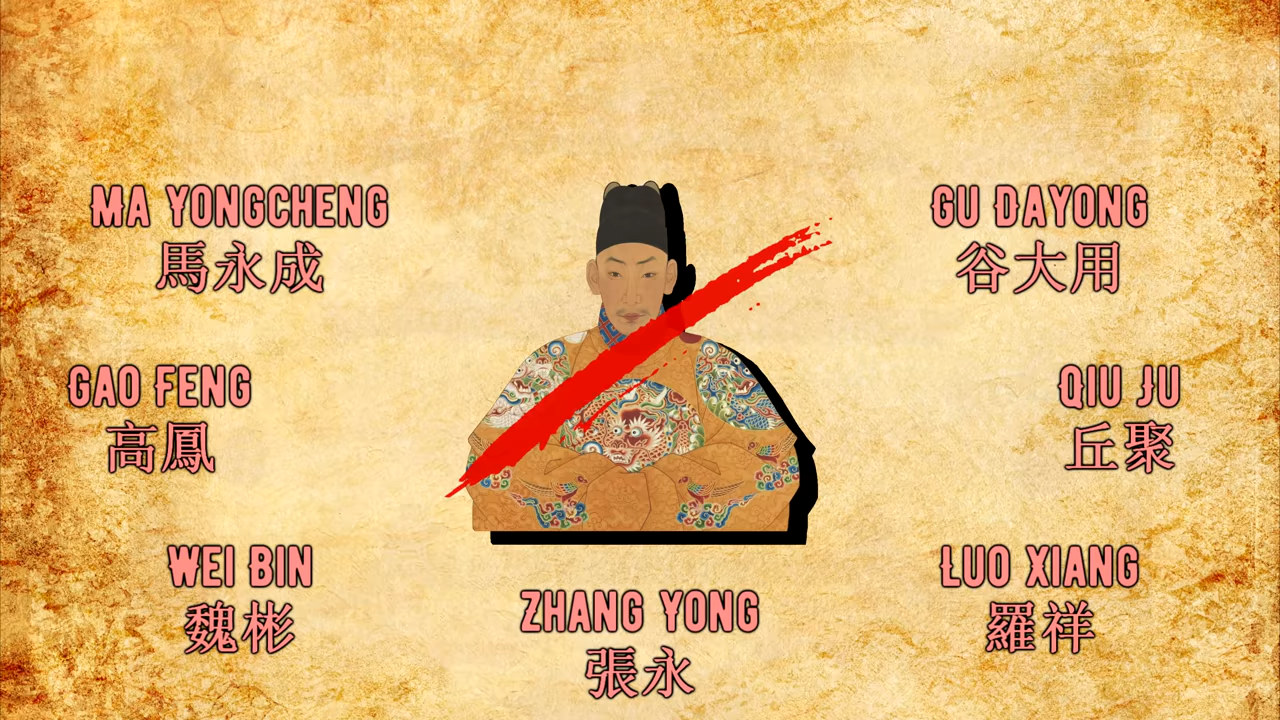 MA YONGCHENG
馬永成
GU DAYONG
谷大用
GAO FENG
高鳳
QIU JU
丘聚
WEI BIN
魏彬
LUO XIANG
羅祥
ZHANG YONG
張永